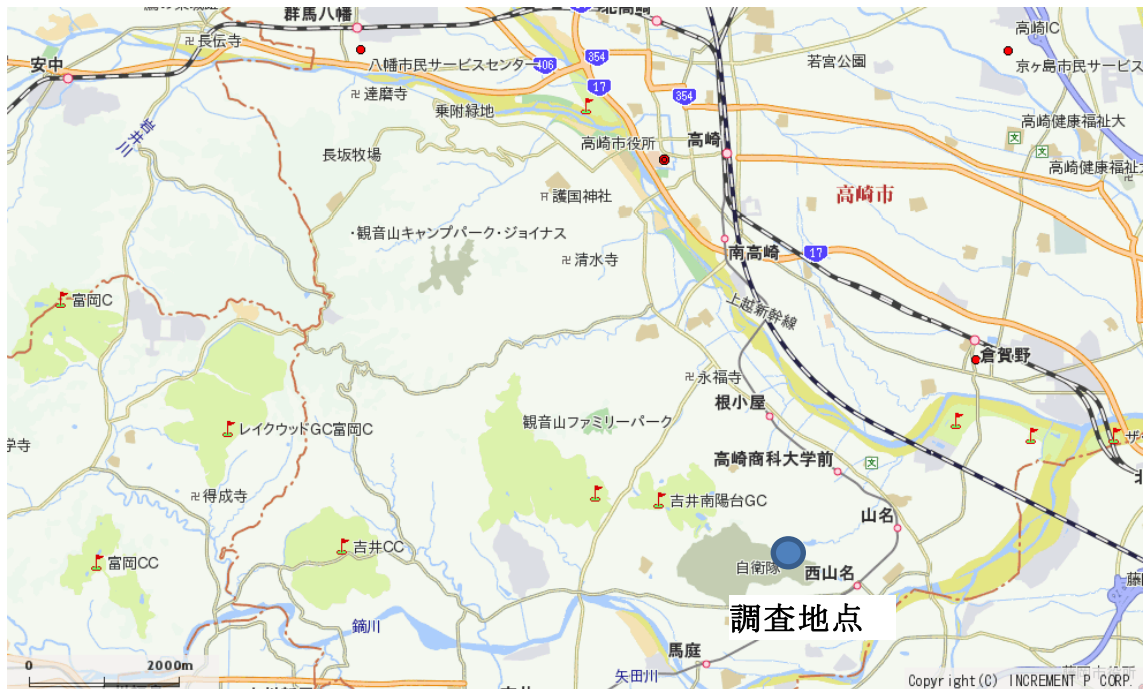 群馬八幡
北高崎
高崎IC
長伝寺
八幡市民サービスセンター
406
354
若宮公園
京ヶ島市民サービス
安中
17
達磨寺
354
乗附緑地
岩井川
高崎健康福祉大
高崎市役所
高崎
長坂牧場
高崎健康福祉大
護国神社
高崎市
・観音山キャンプパーク・ジョイナス
南高崎
17
清水寺
富岡C
上越新幹線
倉賀野
永福寺
根小屋
観音山ファミリーパーク
レイクウッドGC富岡C
学寺
高崎商科大学前
得成寺
吉井南陽台GC
山名
吉井CC
富岡CC
自衛隊
西山名
調査地点
鏑川
馬庭
0 2000m
矢田川
Copyright(C) INCREMENT P CORP.